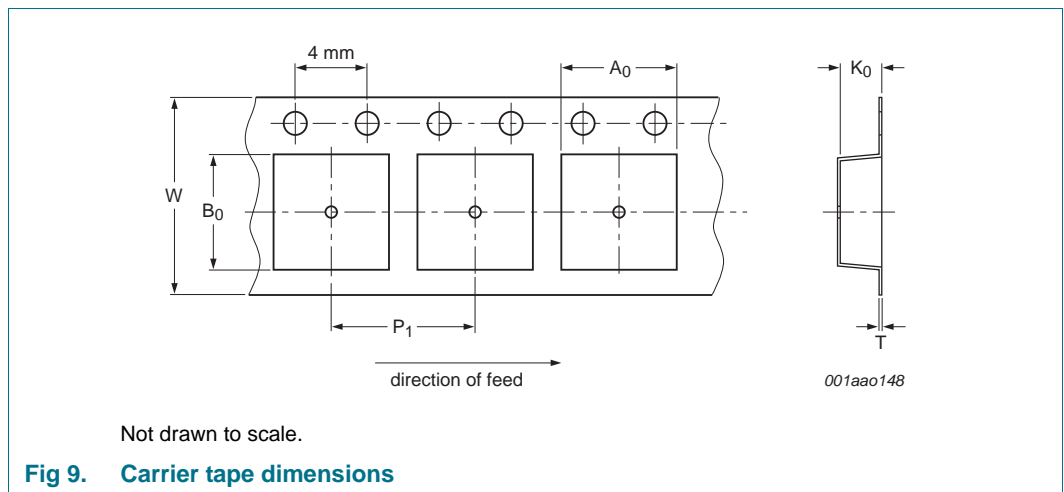 4 mm
A0
K0
W
B0
P1
T
direction of feed
001aao148
Not drawn to scale.
Fig 9. Carrier tape dimensions